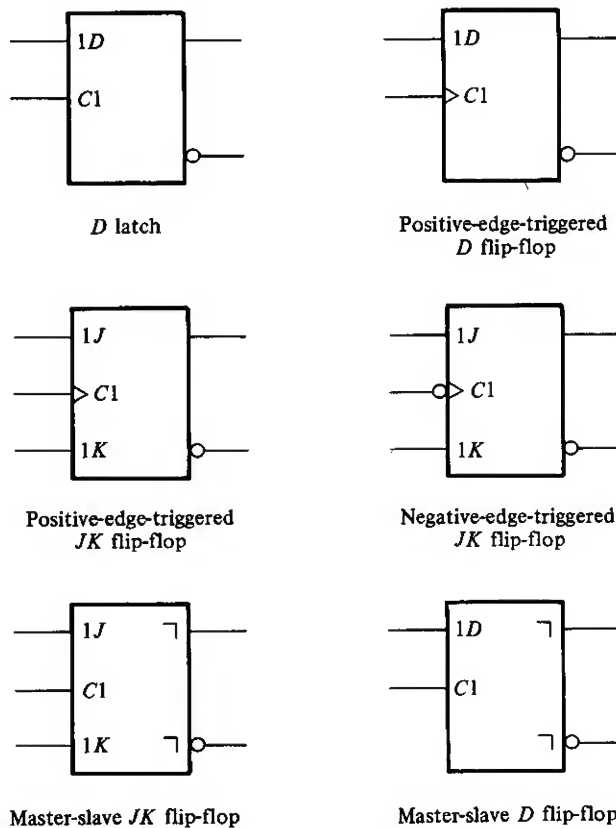 1D
C1
D latch
1D
C1
Positive-edge-triggered
D flip-flop
1J
C1
1K
Positive-edge-triggered
JK flip-flop
1J
C1
1K
Negative-edge-triggered
JK flip-flop
1J ┐
C1
1K ┐
Master-slave JK flip-flop
1D ┐
C1
┐
Master-slave D flip-flop